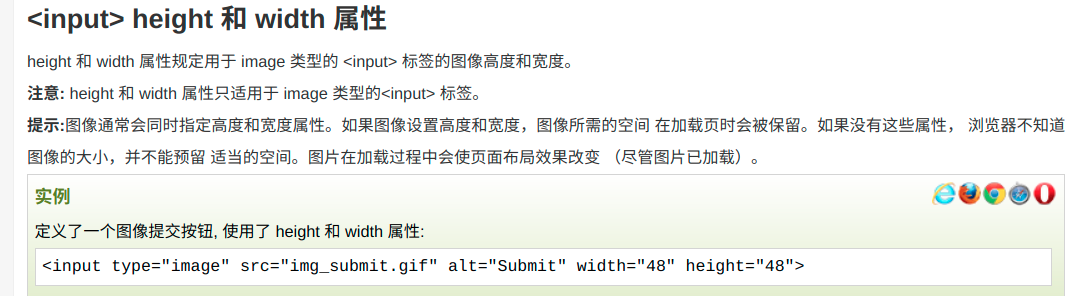 <input> height 和 width 属性
height 和 width 属性规定用于 image 类型的 <input> 标签的图像高度和宽度。
注意: height 和 width 属性只适用于 image 类型的<input> 标签。
提示:图像通常会同时指定高度和宽度属性。如果图像设置高度和宽度，图像所需的空间 在加载页时会被保留。如果没有这些属性， 浏览器不知道
图像的大小，并不能预留 适当的空间。图片在加载过程中会使页面布局效果改变 （尽管图片已加载）。
实例
定义了一个图像提交按钮, 使用了 height 和 width 属性:
<input type="image" src="img_submit.gif" alt="Submit" width="48" height="48">